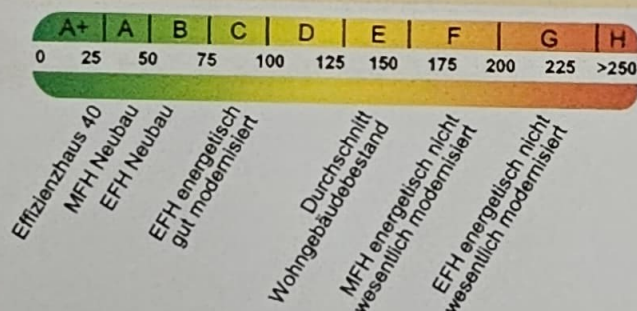 A+ A B C D E F G H
0 25 50 75 100 125 150 175 200 225 >250
Effizienzhaus 40
MFH Neubau
EFH Neubau
EFH energetisch
gut modernisiert
Durchschnitt
Wohngebäudebestand
MFH energetisch nicht
wesentlich modernisiert
EFH energetisch nicht
wesentlich modernisiert